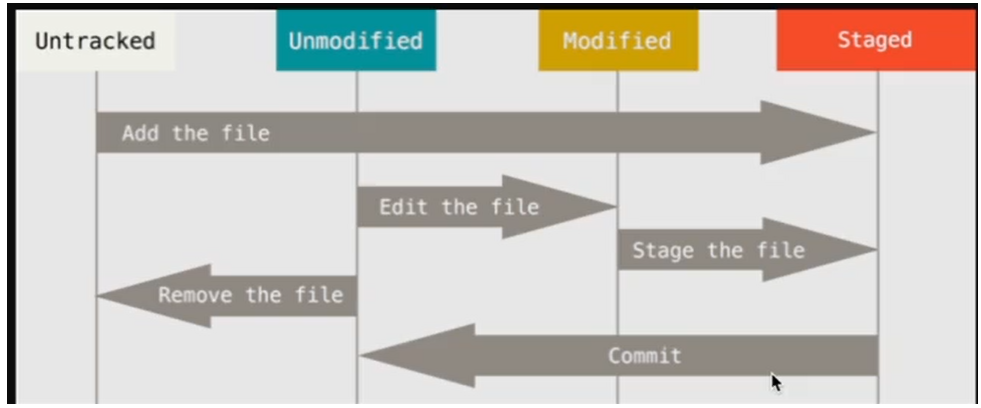 Untracked
Unmodified
Modified
Staged
Add the file
Edit the file
Stage the file
Remove the file
Commit